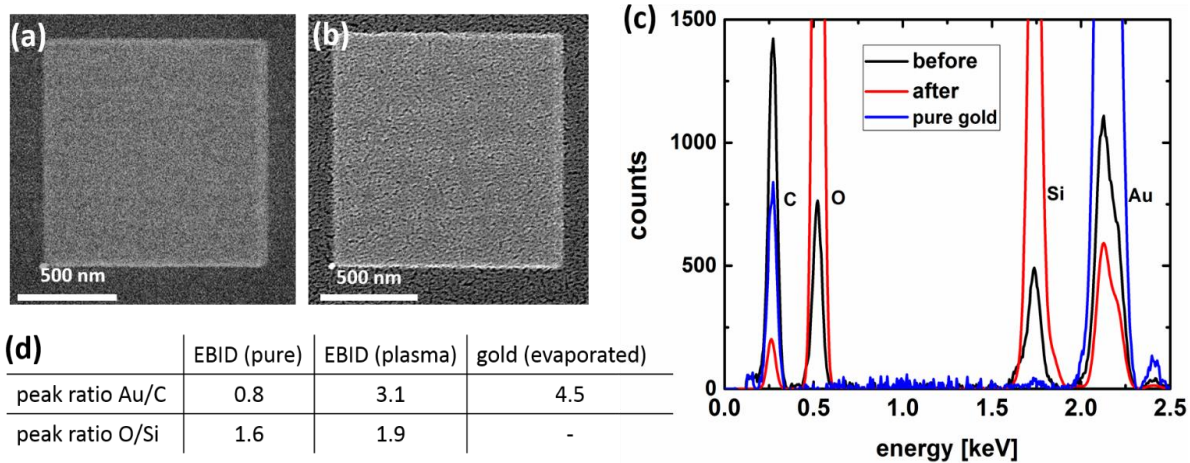 (a)
500 nm
(b)
500 nm
(c)
1500
1000
500
0
counts
before
after
pure gold
C
O
Si
Au
0.0 0.5 1.0 1.5 2.0 2.5
energy [keV]
(d)
EBID (pure) EBID (plasma) gold (evaporated)
peak ratio Au/C 0.8 3.1 4.5
peak ratio O/Si 1.6 1.9 -